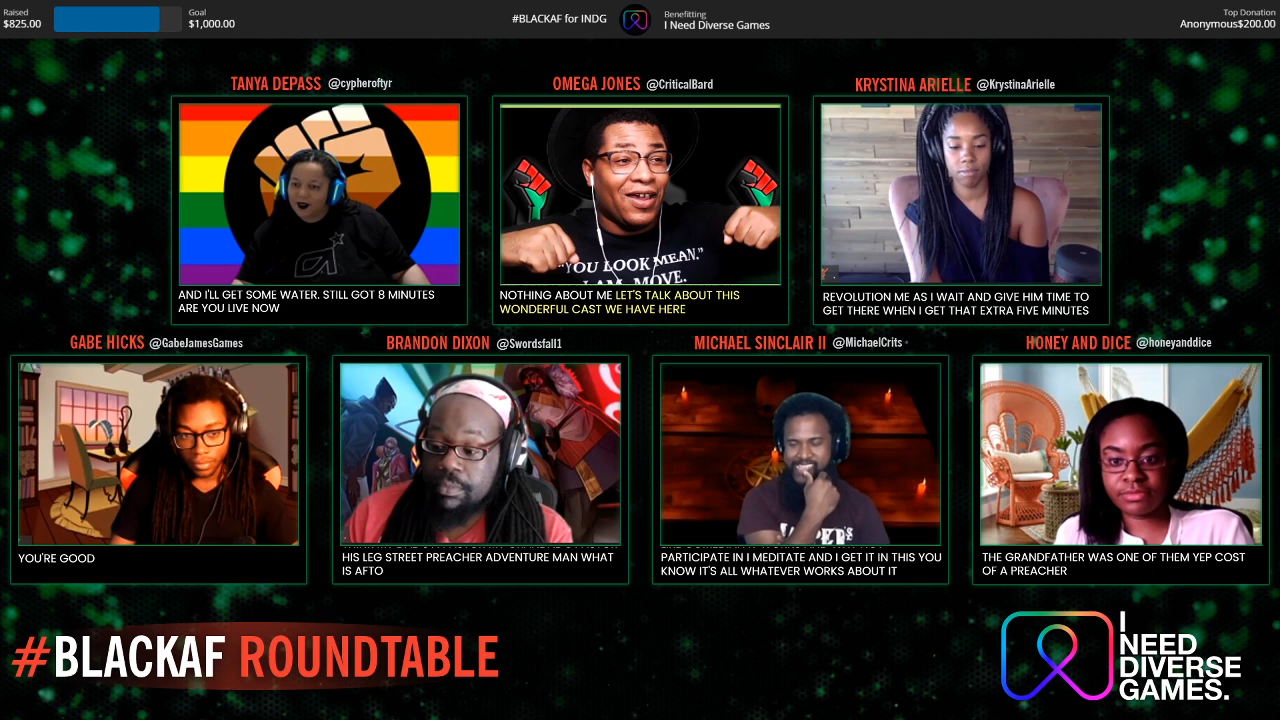 Raised
$825.00
Goal
$1,000.00
#BLACKAF for INDG
Benefitting
I Need Diverse Games
Top Donation
Anonymous$200.00
TANYA DEPASS @cypheroftyr
OMEGA JONES @CriticalBard
KRYSTINA ARIELLE @KrystinaArielle
"YOU LOOK MEAN."
I AM. MOVE.
AND I'LL GET SOME WATER. STILL GOT 8 MINUTES
ARE YOU LIVE NOW
NOTHING ABOUT ME LET'S TALK ABOUT THIS
WONDERFUL CAST WE HAVE HERE
REVOLUTION ME AS I WAIT AND GIVE HIM TIME TO
GET THERE WHEN I GET THAT EXTRA FIVE MINUTES
GABE HICKS @GabeJamesGames
BRANDON DIXON @Swordsfall1
MICHAEL SINCLAIR II @MichaelCrits
HONEY AND DICE @honeyanddice
YOU'RE GOOD
HIS LEG STREET PREACHER ADVENTURE MAN WHAT
IS AFTO
PARTICIPATE IN I MEDITATE AND I GET IT IN THIS YOU
KNOW IT'S ALL WHATEVER WORKS ABOUT IT
THE GRANDFATHER WAS ONE OF THEM YEP COST
OF A PREACHER
#BLACKAF ROUNDTABLE
I
NEED
DIVERSE
GAMES.